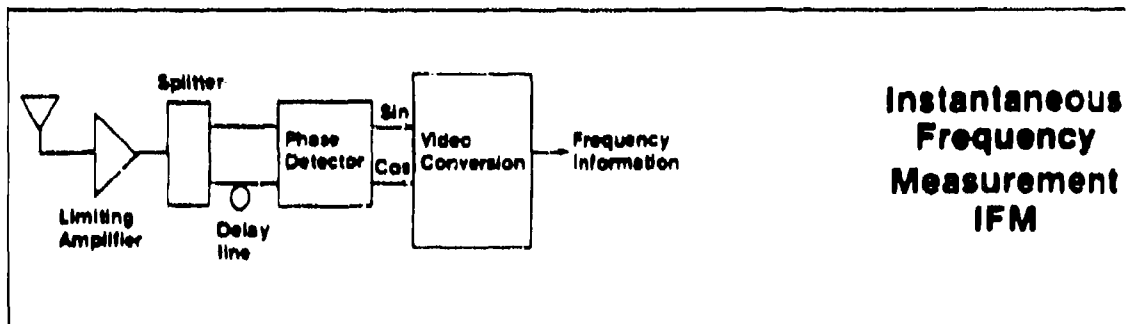 Splitter
Limiting
Amplifier
Delay
line
Phase
Detector
Sin
Cos
Video
Conversion
Frequency
Information
Instantaneous
Frequency
Measurement
IFM